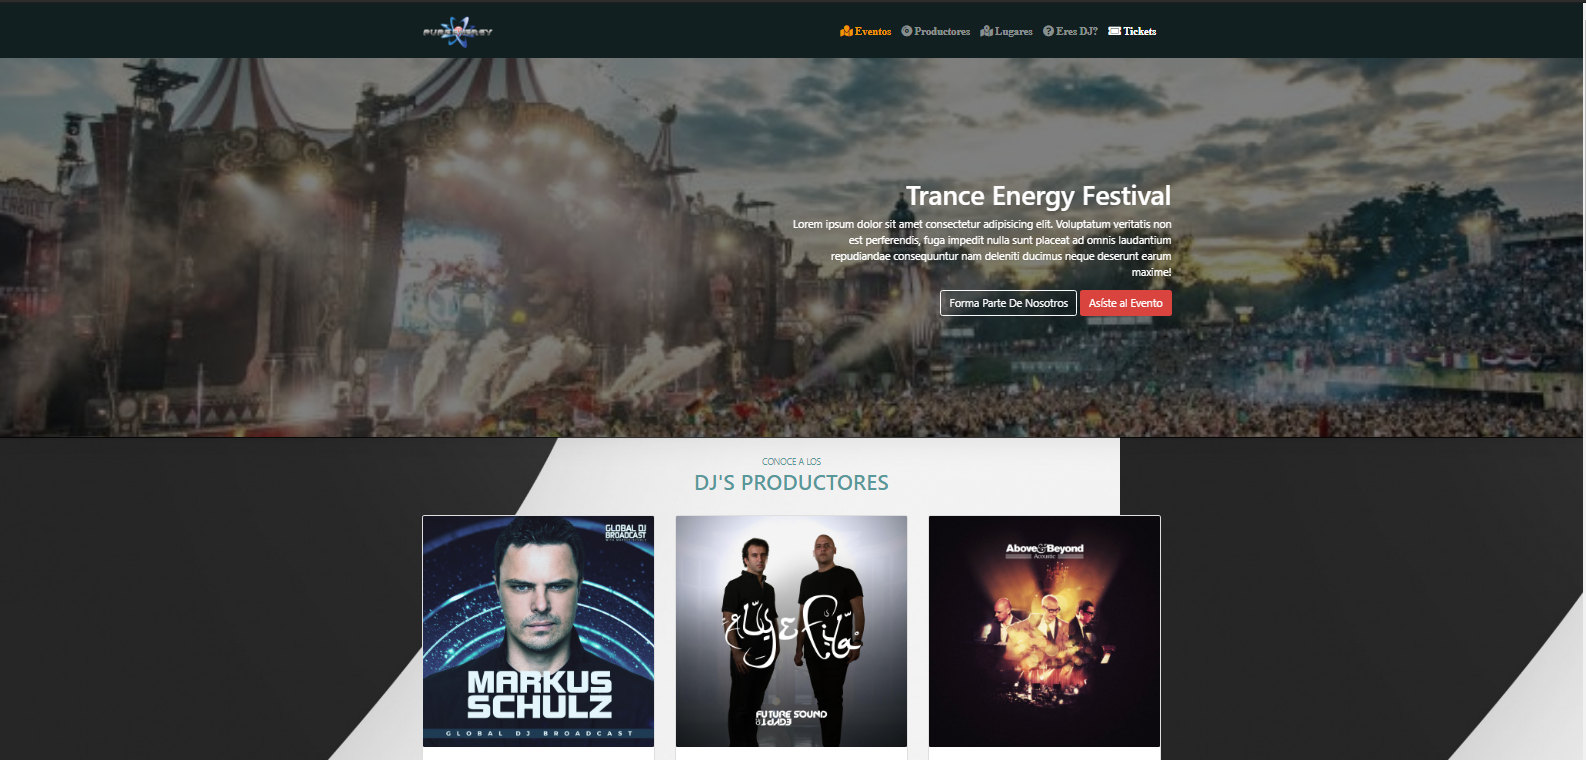 PURE ENERGY
Eventos
Productores
Lugares
Eres DJ?
Tickets
CABINET
Trance Energy Festival
Lorem ipsum dolor sit amet consectetur adipisicing elit. Voluptatum veritatis non
est perferendis, fuga impedit nulla sunt placeat ad omnis laudantium
repudiandae consequuntur nam deleniti ducimus neque deserunt earum
maxime!
Forma Parte De Nosotros
Asíste al Evento
CONOCE A LOS
DJ'S PRODUCTORES
GLOBAL DJ
BROADCAST
MARKUS
SCHULZ
GLOBAL DJ BROADCAST
Aly & Fila
FUTURE SOUND
OF EGYPT
Above & Beyond
Acoustic